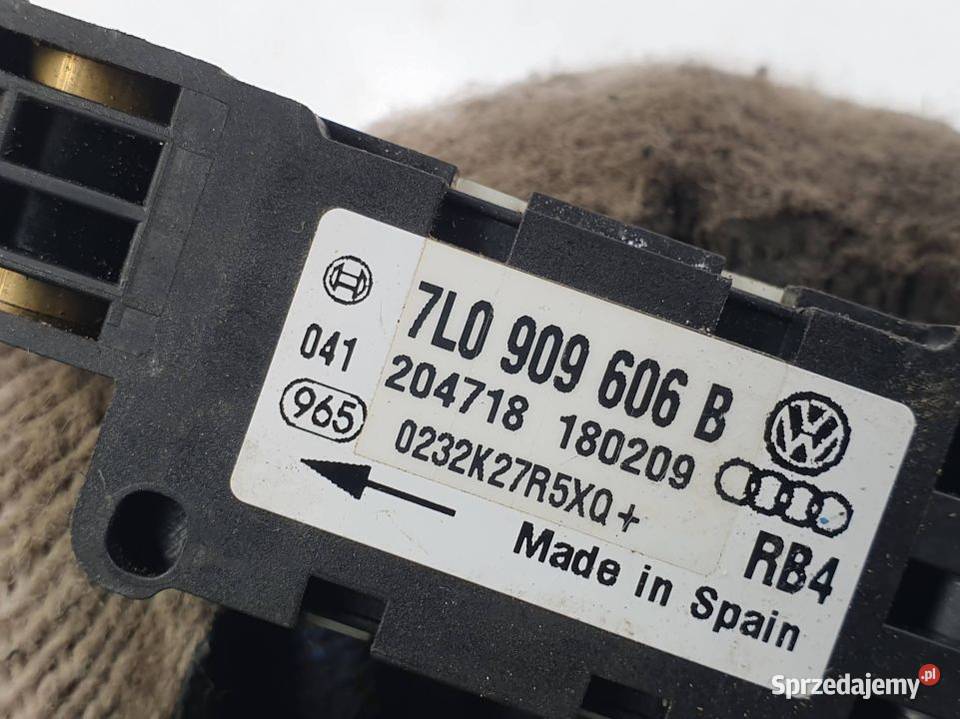 7L0 909 606 B
041
204718 180209
965
0232K27R5XQ+
RB4
Made in Spain
Sprzedajemy.pl